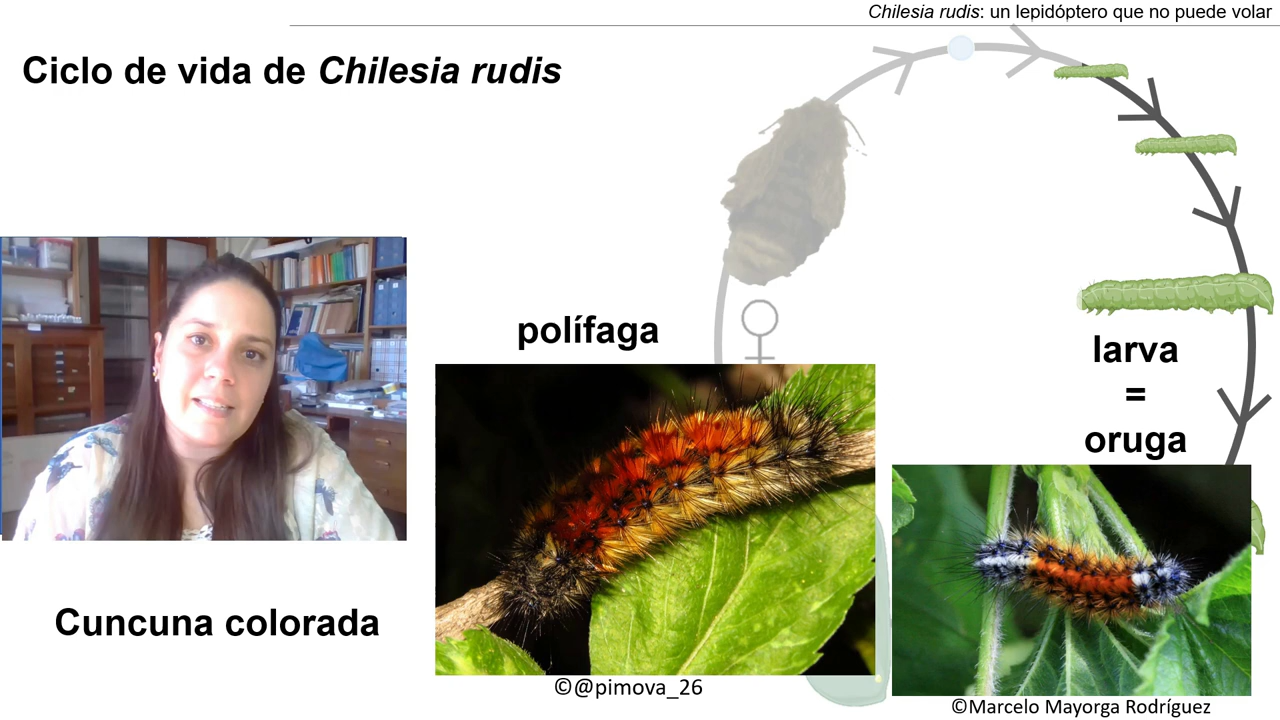 Chilesia rudis: un lepidóptero que no puede volar
Ciclo de vida de Chilesia rudis
polífaga
larva
=
oruga
Cuncuna colorada
©@pimova_26
©Marcelo Mayorga Rodríguez